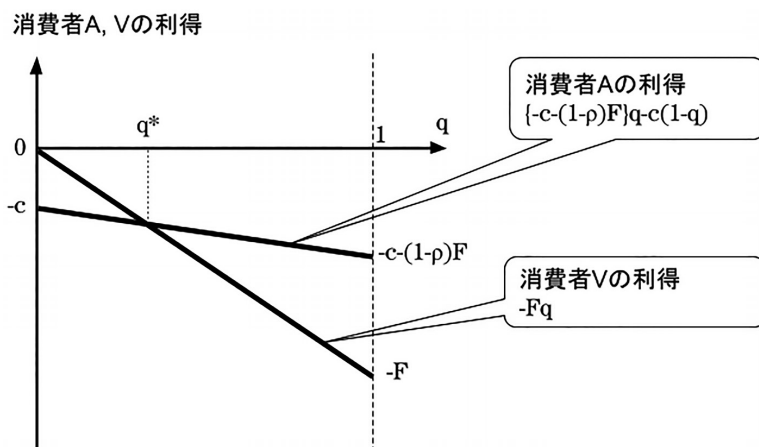 消費者A, Vの利得
q*
1
q
0
-c
消費者Aの利得
{-c-(1-ρ)F}q-c(1-q)
-c-(1-ρ)F
消費者Vの利得
-Fq
-F